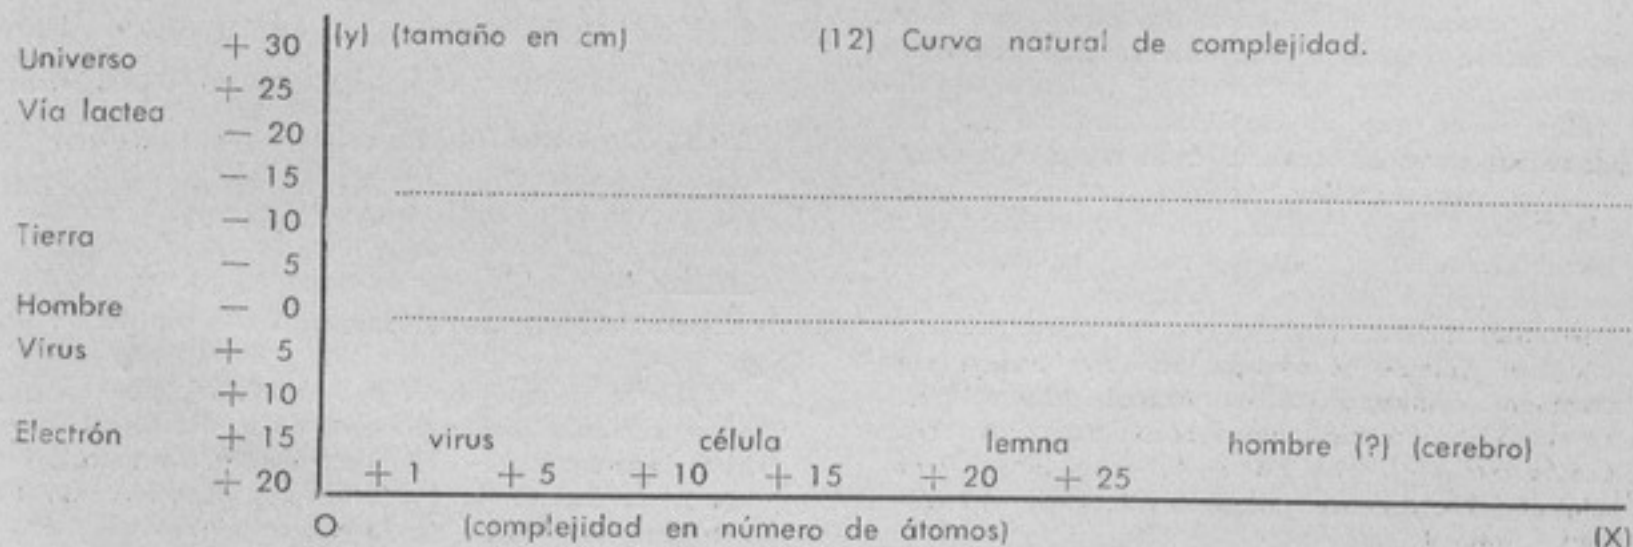 (y) (tamaño en cm) (12) Curva natural de complejidad.
Universo + 30
+ 25
Vía lactea
— 20
— 15
— 10
Tierra
— 5
Hombre — 0
Virus + 5
+ 10
Electrón + 15
+ 20
virus célula lemna hombre (?) (cerebro)
+ 1 + 5 + 10 + 15 + 20 + 25
O (complejidad en número de átomos) (X)